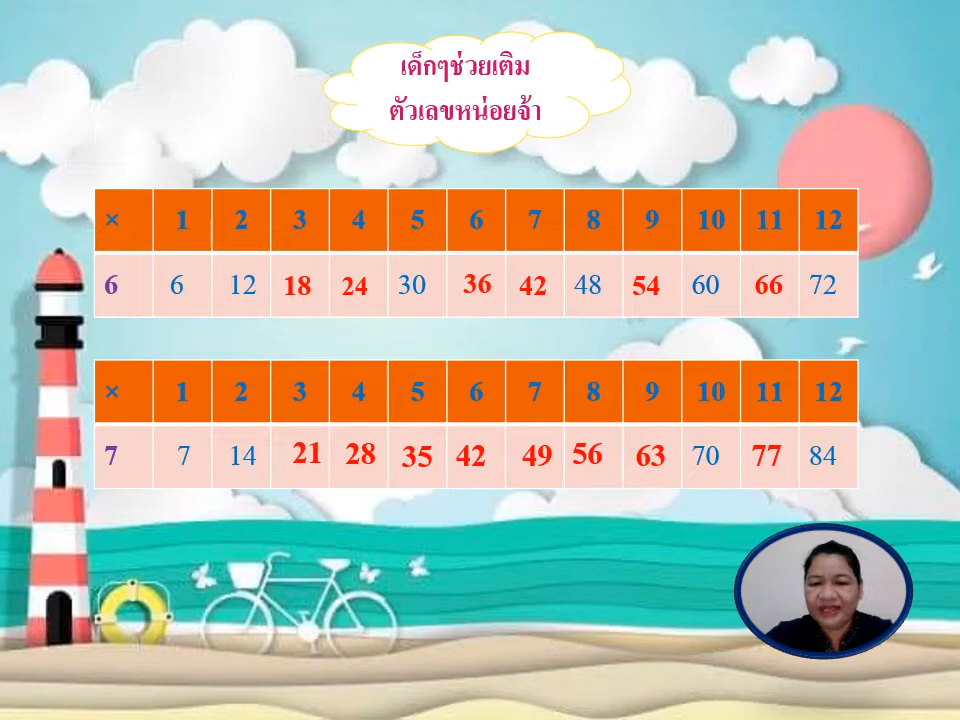 เด็กๆช่วยเติม
ตัวเลขหน่อยจ้า
× 1 2 3 4 5 6 7 8 9 10 11 12
6 6 12 18 24 30 36 42 48 54 60 66 72
× 1 2 3 4 5 6 7 8 9 10 11 12
7 7 14 21 28 35 42 49 56 63 70 77 84